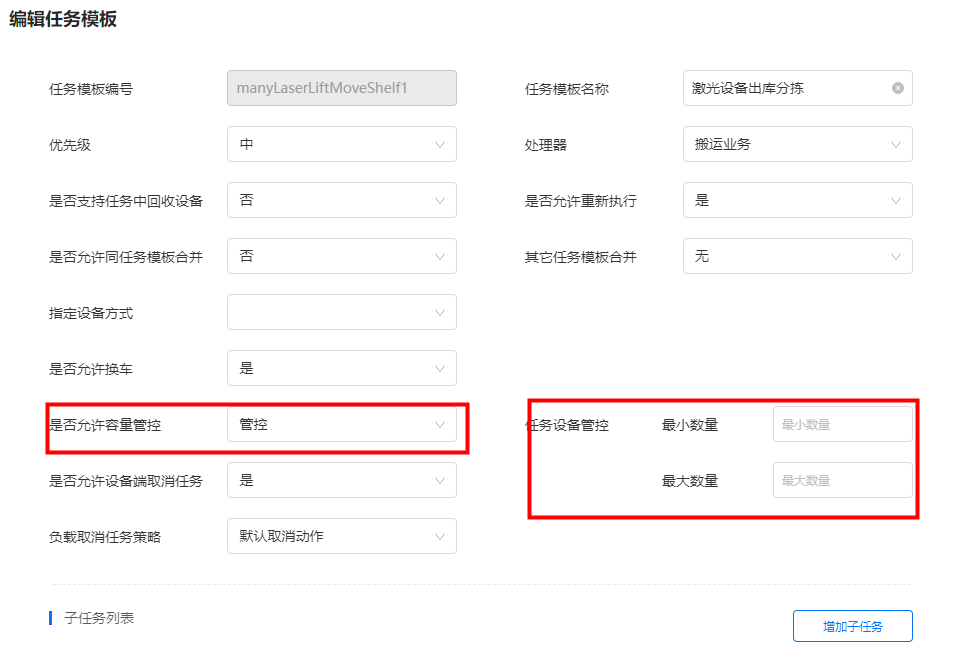 编辑任务模板
任务模板编号 manyLaserLiftMoveShelf1 任务模板名称 激光设备出库分拣
优先级 中 处理器 搬运业务
是否支持任务中回收设备 否 是否允许重新执行 是
是否允许同任务模板合并 否 其它任务模板合并 无
指定设备方式
是否允许换车 是
是否允许容量管控 管控 任务设备管控 最小数量 最小数量
是否允许设备端取消任务 是 最大数量 最大数量
负载取消任务策略 默认取消动作
子任务列表 增加子任务